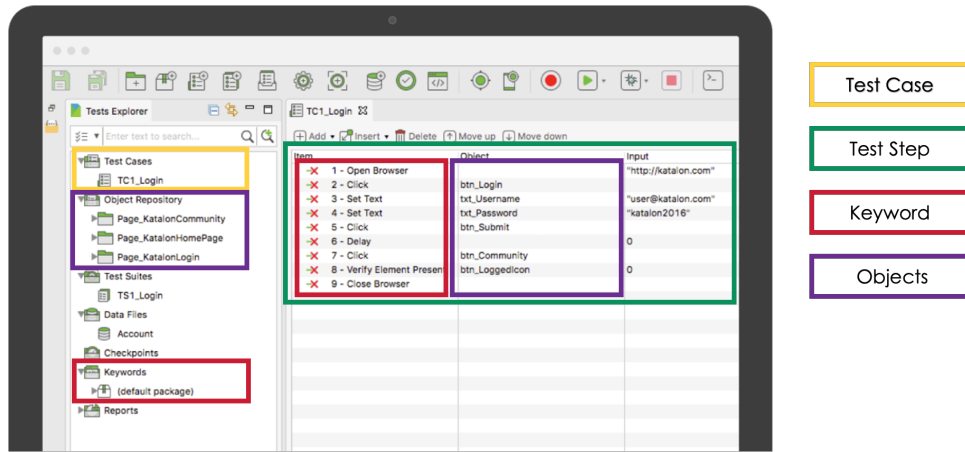 Tests Explorer
TC1_Login
Enter text to search...
Add Insert Delete Move up Move down
Test Cases
TC1_Login
Object Repository
Page_KatalonCommunity
Page_KatalonHomePage
Page_KatalonLogin
Test Suites
TS1_Login
Data Files
Account
Checkpoints
Keywords
(default package)
Reports
Item Object Input
1 - Open Browser "http://katalon.com"
2 - Click btn_Login
3 - Set Text txt_Username "user@katalon.com"
4 - Set Text txt_Password "katalon2016"
5 - Click btn_Submit
6 - Delay 0
7 - Click btn_Community
8 - Verify Element Present btn_LoggedIcon 0
9 - Close Browser
Test Case
Test Step
Keyword
Objects